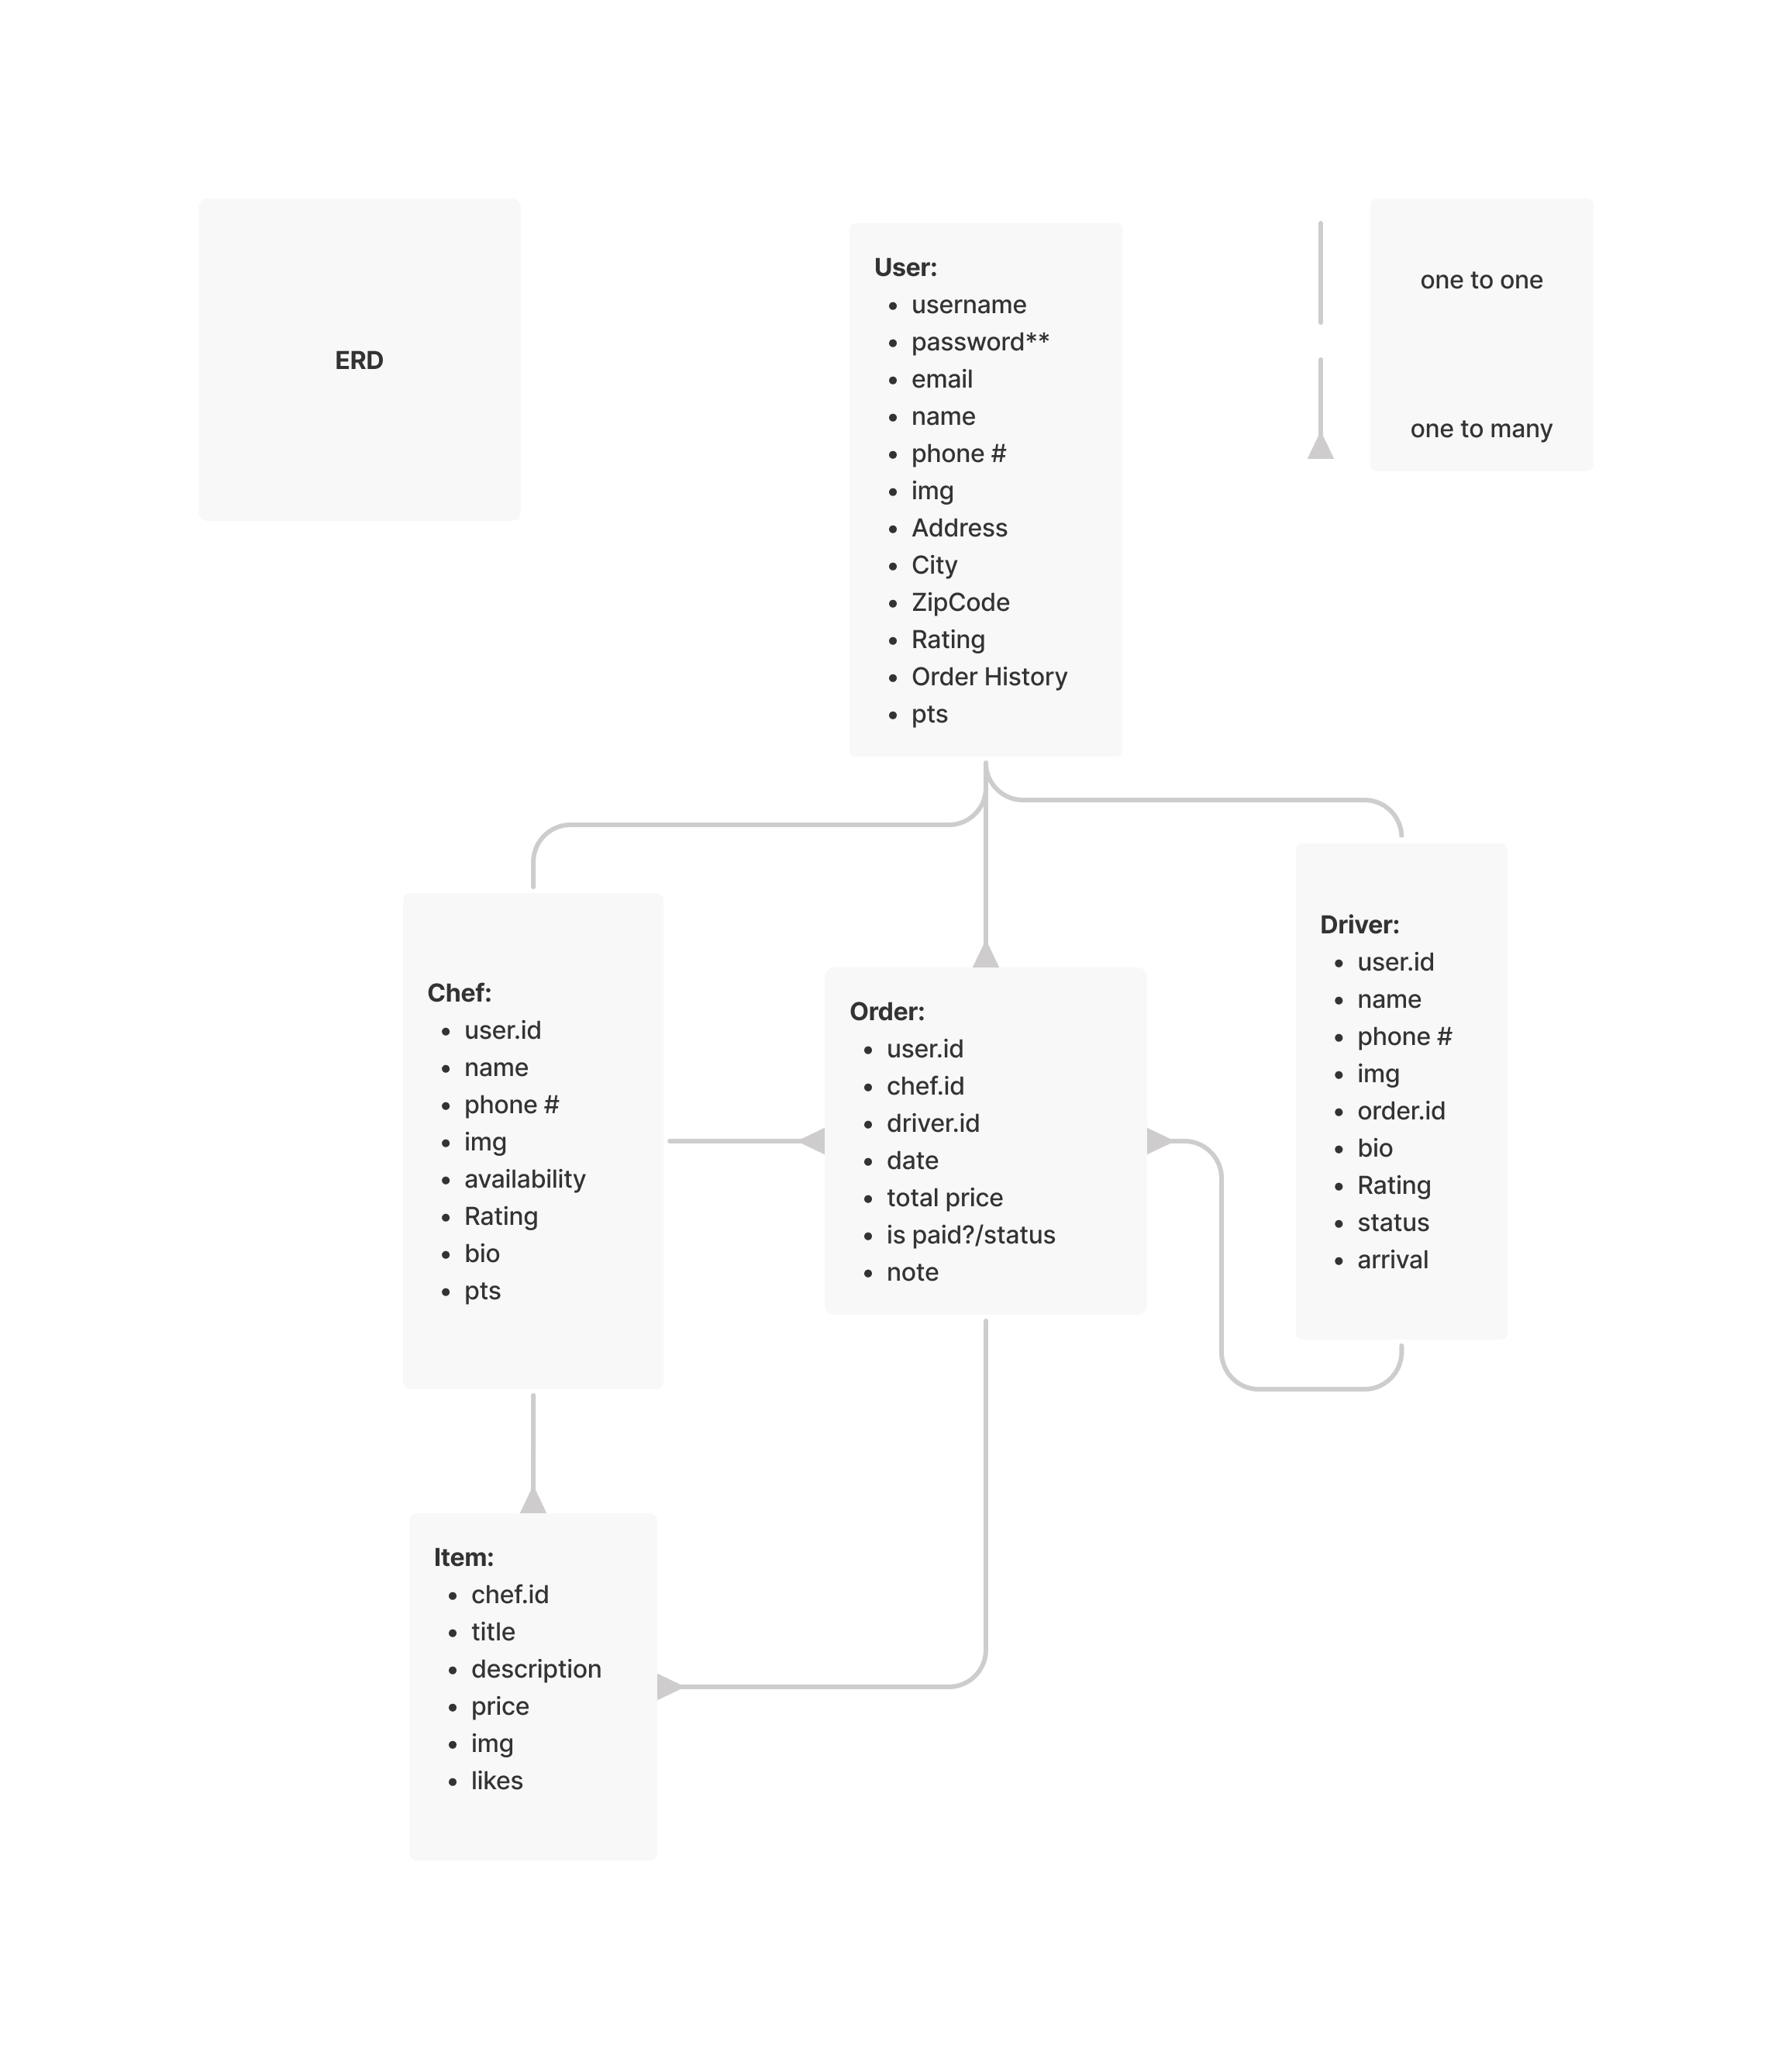 ERD
User:
username
password**
email
name
phone #
img
Address
City
ZipCode
Rating
Order History
pts
one to one
one to many
Chef:
user.id
name
phone #
img
availability
Rating
bio
pts
Order:
user.id
chef.id
driver.id
date
total price
is paid?/status
note
Driver:
user.id
name
phone #
img
order.id
bio
Rating
status
arrival
Item:
chef.id
title
description
price
img
likes